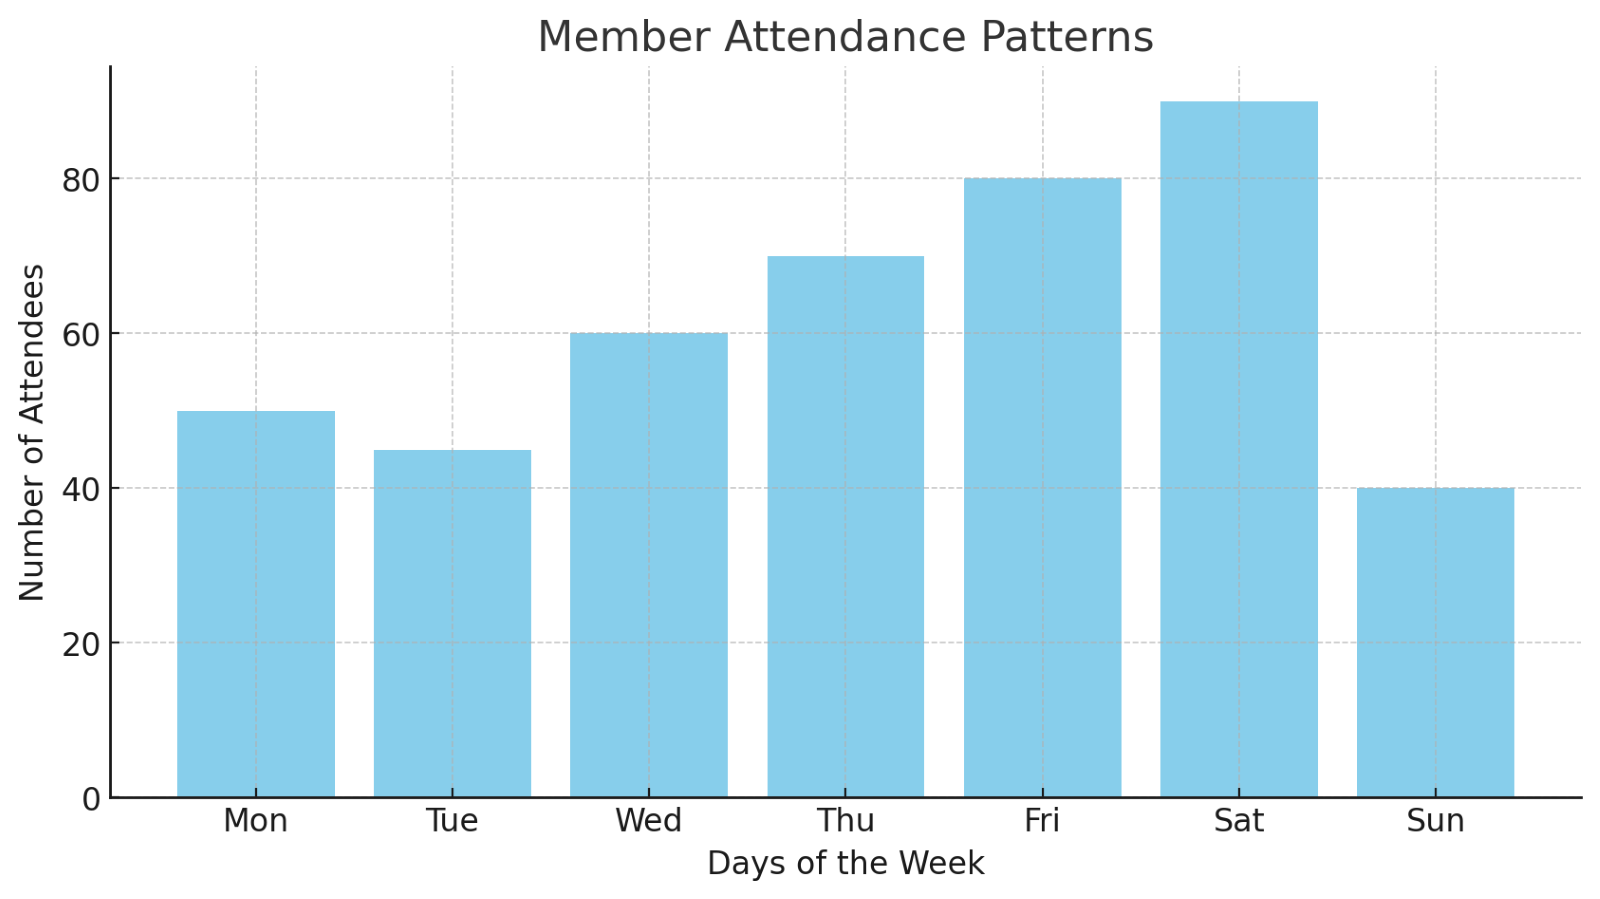 Member Attendance Patterns
Number of Attendees
80
60
40
20
0
Mon Tue Wed Thu Fri Sat Sun
Days of the Week